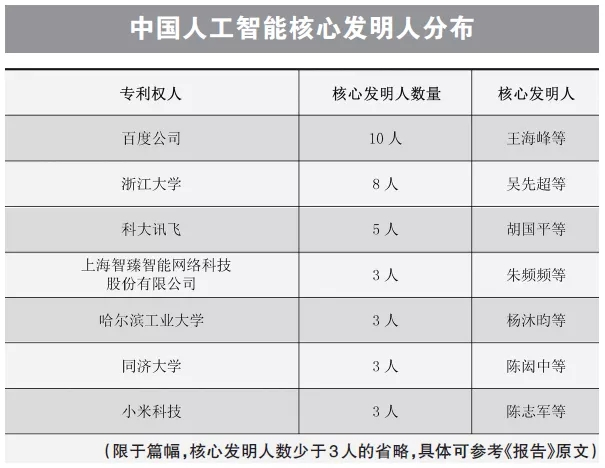 中国人工智能核心发明人分布
专利权人 核心发明人数量 核心发明人
百度公司 10 人 王海峰等
浙江大学 8 人 吴先超等
科大讯飞 5 人 胡国平等
上海智臻智能网络科技
股份有限公司 3 人 朱频频等
哈尔滨工业大学 3 人 杨沐昀等
同济大学 3 人 陈闳中等
小米科技 3 人 陈志军等
(限于篇幅,核心发明人数少于3人的省略,具体可参考《报告》原文)